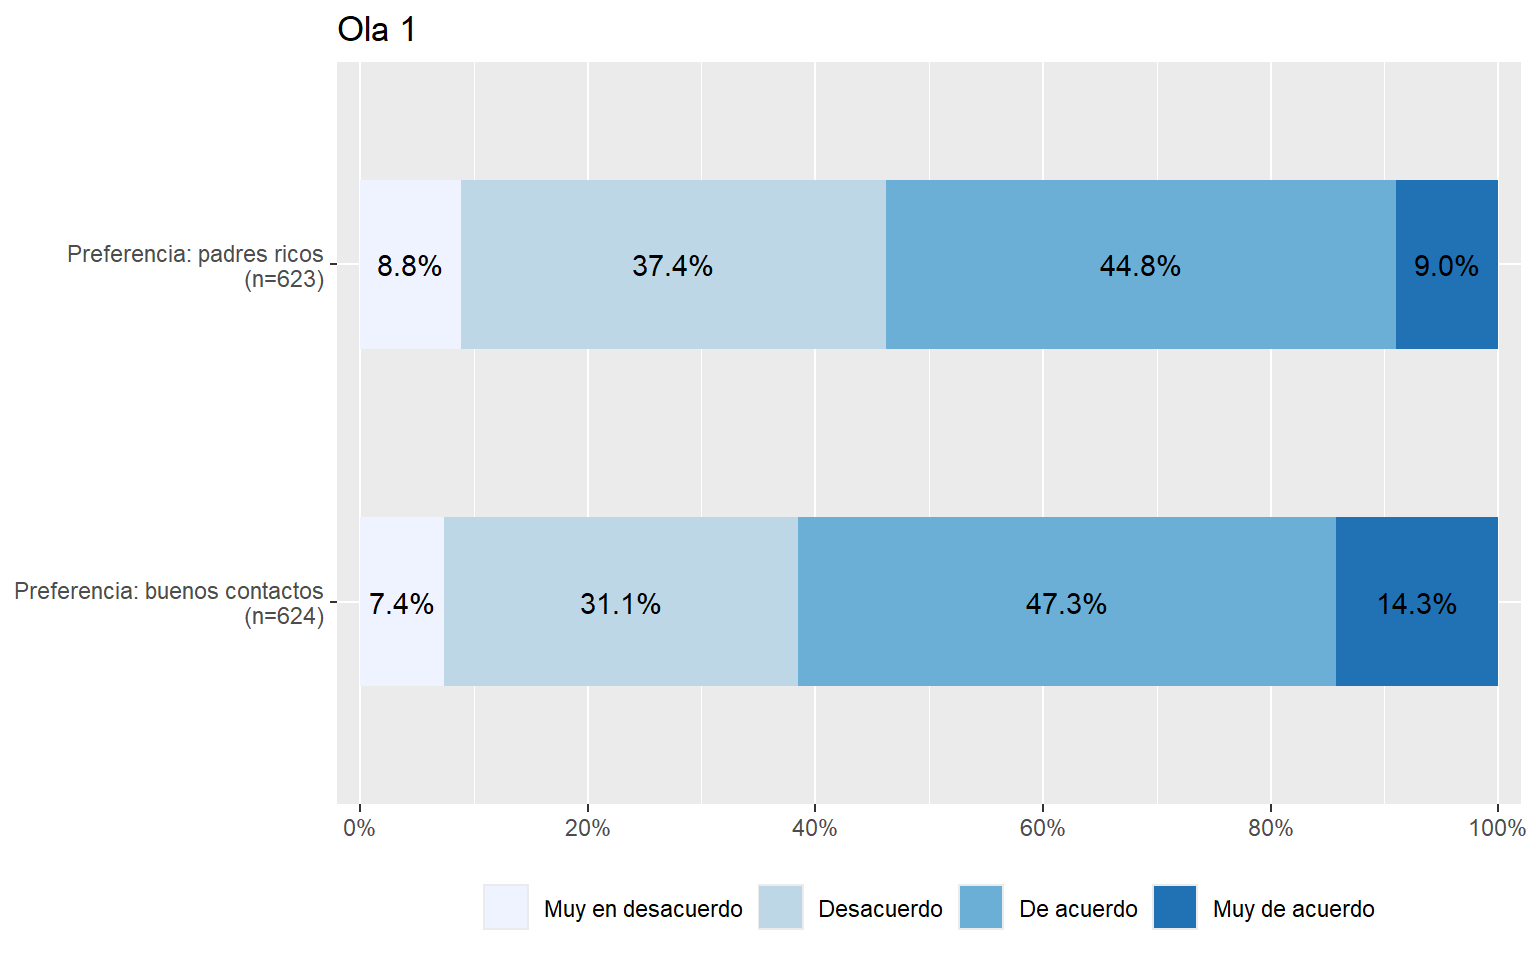 Ola 1
Preferencia: padres ricos
(n=623)
8.8%
37.4%
44.8%
9.0%
Preferencia: buenos contactos
(n=624)
7.4%
31.1%
47.3%
14.3%
0%
20%
40%
60%
80%
100%
Muy en desacuerdo
Desacuerdo
De acuerdo
Muy de acuerdo